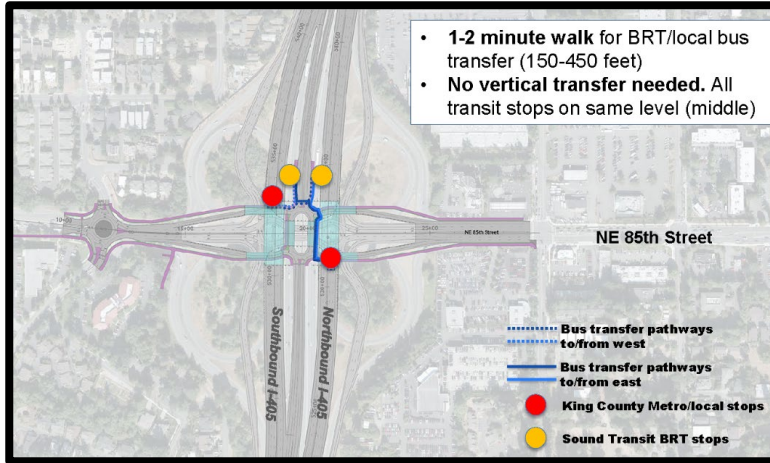 • 1-2 minute walk for BRT/local bus
transfer (150-450 feet)
• No vertical transfer needed. All
transit stops on same level (middle)
NE 85th Street
NE 85th STREET
Southbound I-405
Northbound I-405
Bus transfer pathways
to/from west
Bus transfer pathways
to/from east
King County Metro/local stops
Sound Transit BRT stops